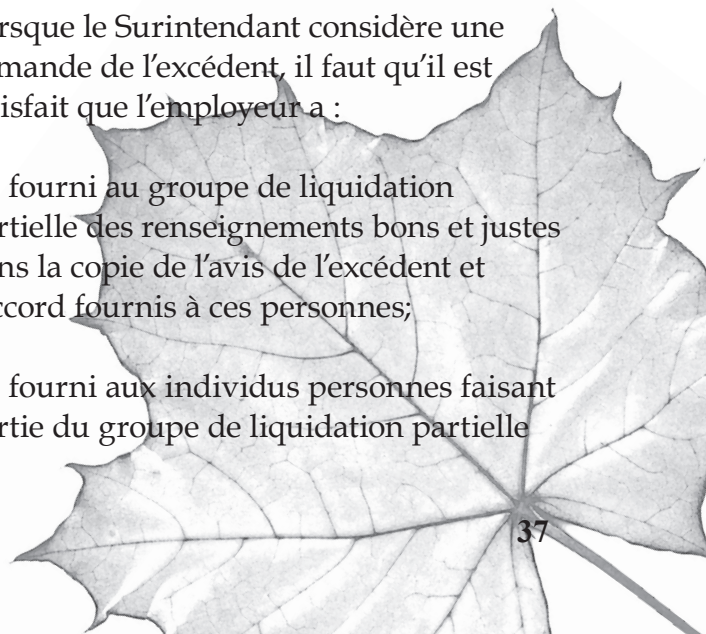 rsque le Surintendant considère une
mande de l’excédent, il faut qu’il est
isfait que l’employeur a :
fourni au groupe de liquidation
rtielle des renseignements bons et justes
ns la copie de l’avis de l’excédent et
ccord fournis à ces personnes;
fourni aux individus personnes faisant
rtie du groupe de liquidation partielle
37